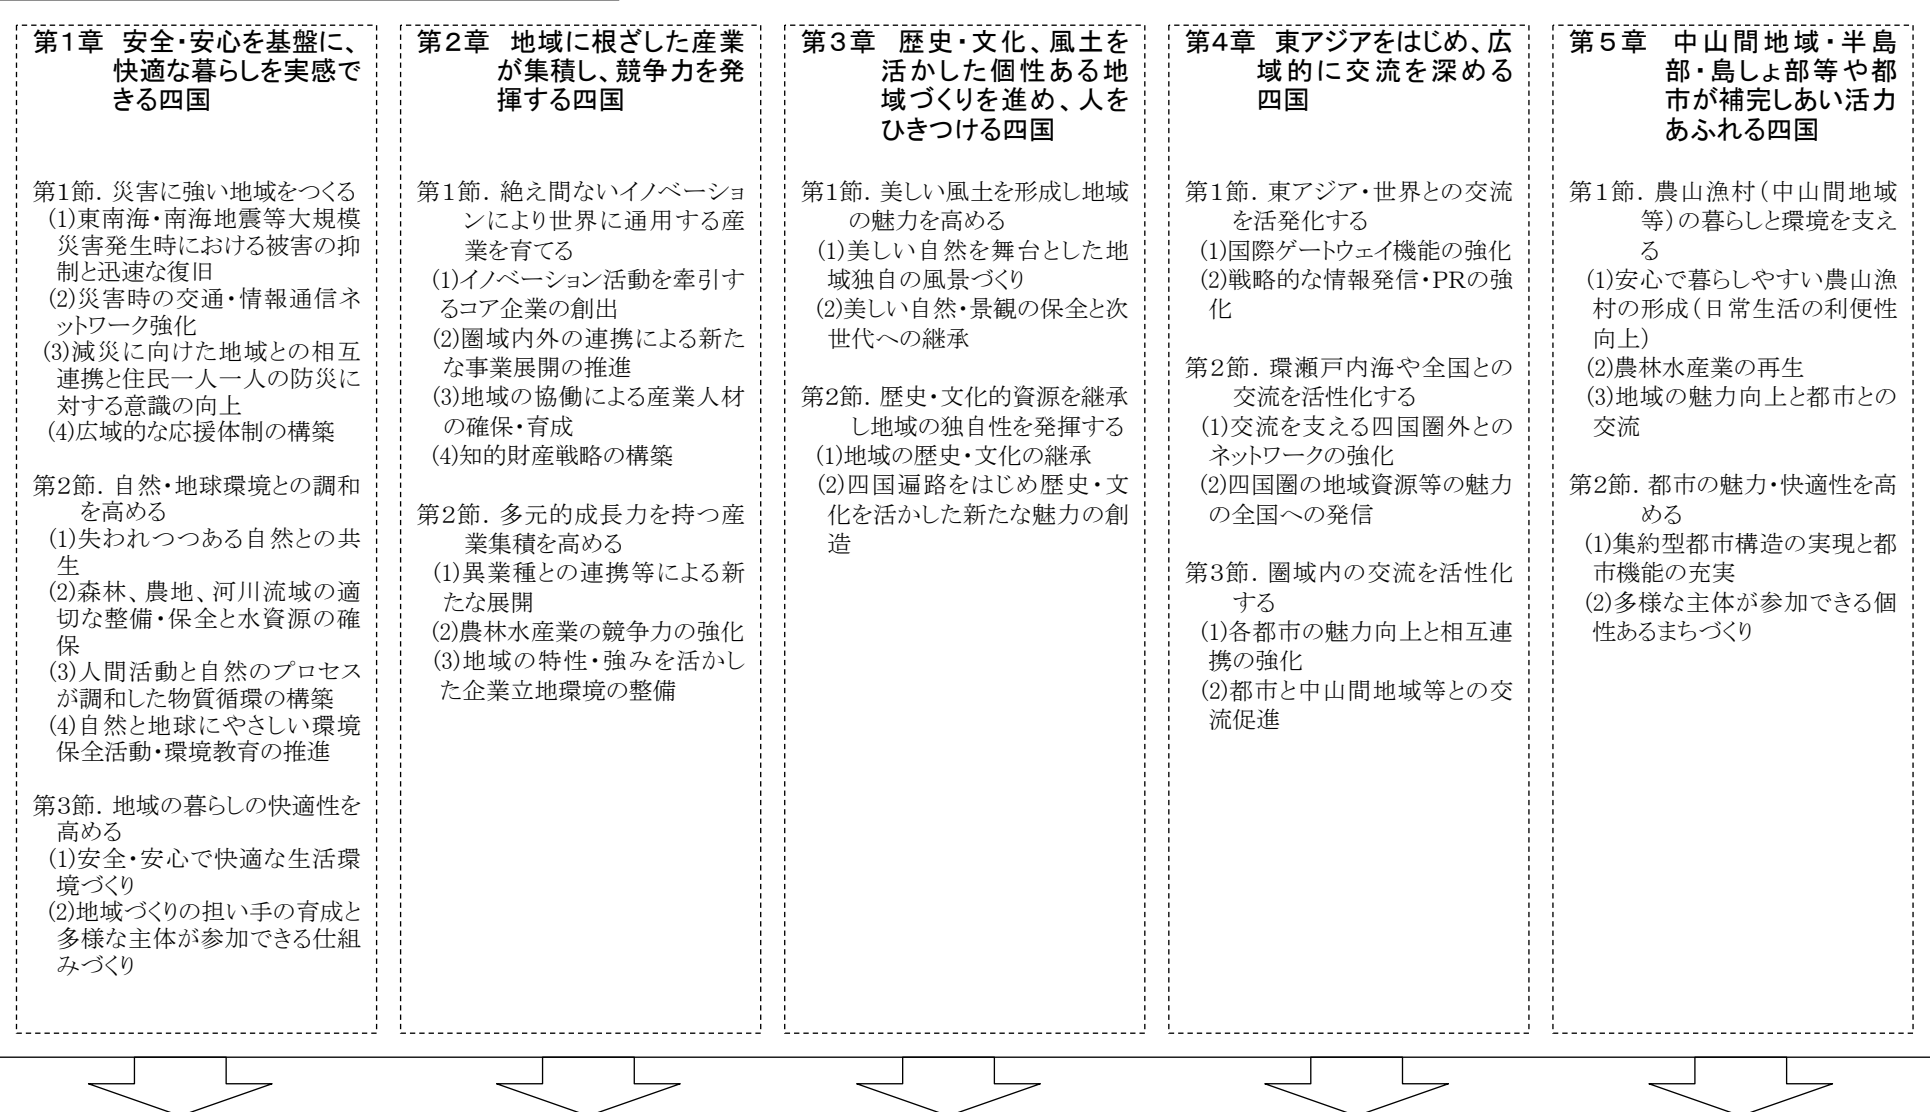 第1章 安全・安心を基盤に、
快適な暮らしを実感で
きる四国
第1節. 災害に強い地域をつくる
(1)東南海・南海地震等大規模
災害発生時における被害の抑
制と迅速な復旧
(2)災害時の交通・情報通信ネ
ットワーク強化
(3)減災に向けた地域との相互
連携と住民一人一人の防災に
対する意識の向上
(4)広域的な応援体制の構築
第2節. 自然・地球環境との調和
を高める
(1)失われつつある自然との共
生
(2)森林、農地、河川流域の適
切な整備・保全と水資源の確
保
(3)人間活動と自然のプロセス
が調和した物質循環の構築
(4)自然と地球にやさしい環境
保全活動・環境教育の推進
第3節. 地域の暮らしの快適性を
高める
(1)安全・安心で快適な生活環
境づくり
(2)地域づくりの担い手の育成と
多様な主体が参加できる仕組
みづくり
第2章 地域に根ざした産業
が集積し、競争力を発
揮する四国
第1節. 絶え間ないイノベーショ
ンにより世界に通用する産
業を育てる
(1)イノベーション活動を牽引す
るコア企業の創出
(2)圏域内外の連携による新た
な事業展開の推進
(3)地域の協働による産業人材
の確保・育成
(4)知的財産戦略の構築
第2節. 多元的成長力を持つ産
業集積を高める
(1)異業種との連携等による新
たな展開
(2)農林水産業の競争力の強化
(3)地域の特性・強みを活かし
た企業立地環境の整備
第3章 歴史・文化、風土を
活かした個性ある地
域づくりを進め、人を
ひきつける四国
第1節. 美しい風土を形成し地域
の魅力を高める
(1)美しい自然を舞台とした地
域独自の風景づくり
(2)美しい自然・景観の保全と次
世代への継承
第2節. 歴史・文化的資源を継承
し地域の独自性を発揮する
(1)地域の歴史・文化の継承
(2)四国遍路をはじめ歴史・文
化を活かした新たな魅力の創
造
第4章 東アジアをはじめ、広
域的に交流を深める
四国
第1節. 東アジア・世界との交流
を活発化する
(1)国際ゲートウェイ機能の強化
(2)戦略的な情報発信・PRの強
化
第2節. 環瀬戸内海や全国との
交流を活性化する
(1)交流を支える四国圏外との
ネットワークの強化
(2)四国圏の地域資源等の魅力
の全国への発信
第3節. 圏域内の交流を活性化
する
(1)各都市の魅力向上と相互連
携の強化
(2)都市と中山間地域等との交
流促進
第5章 中山間地域・半島
部・島しょ部等や都
市が補完しあい活力
あふれる四国
第1節. 農山漁村(中山間地域
等)の暮らしと環境を支え
る
(1)安心で暮らしやすい農山漁
村の形成(日常生活の利便性
向上)
(2)農林水産業の再生
(3)地域の魅力向上と都市との
交流
第2節. 都市の魅力・快適性を高
める
(1)集約型都市構造の実現と都
市機能の充実
(2)多様な主体が参加できる個
性あるまちづくり